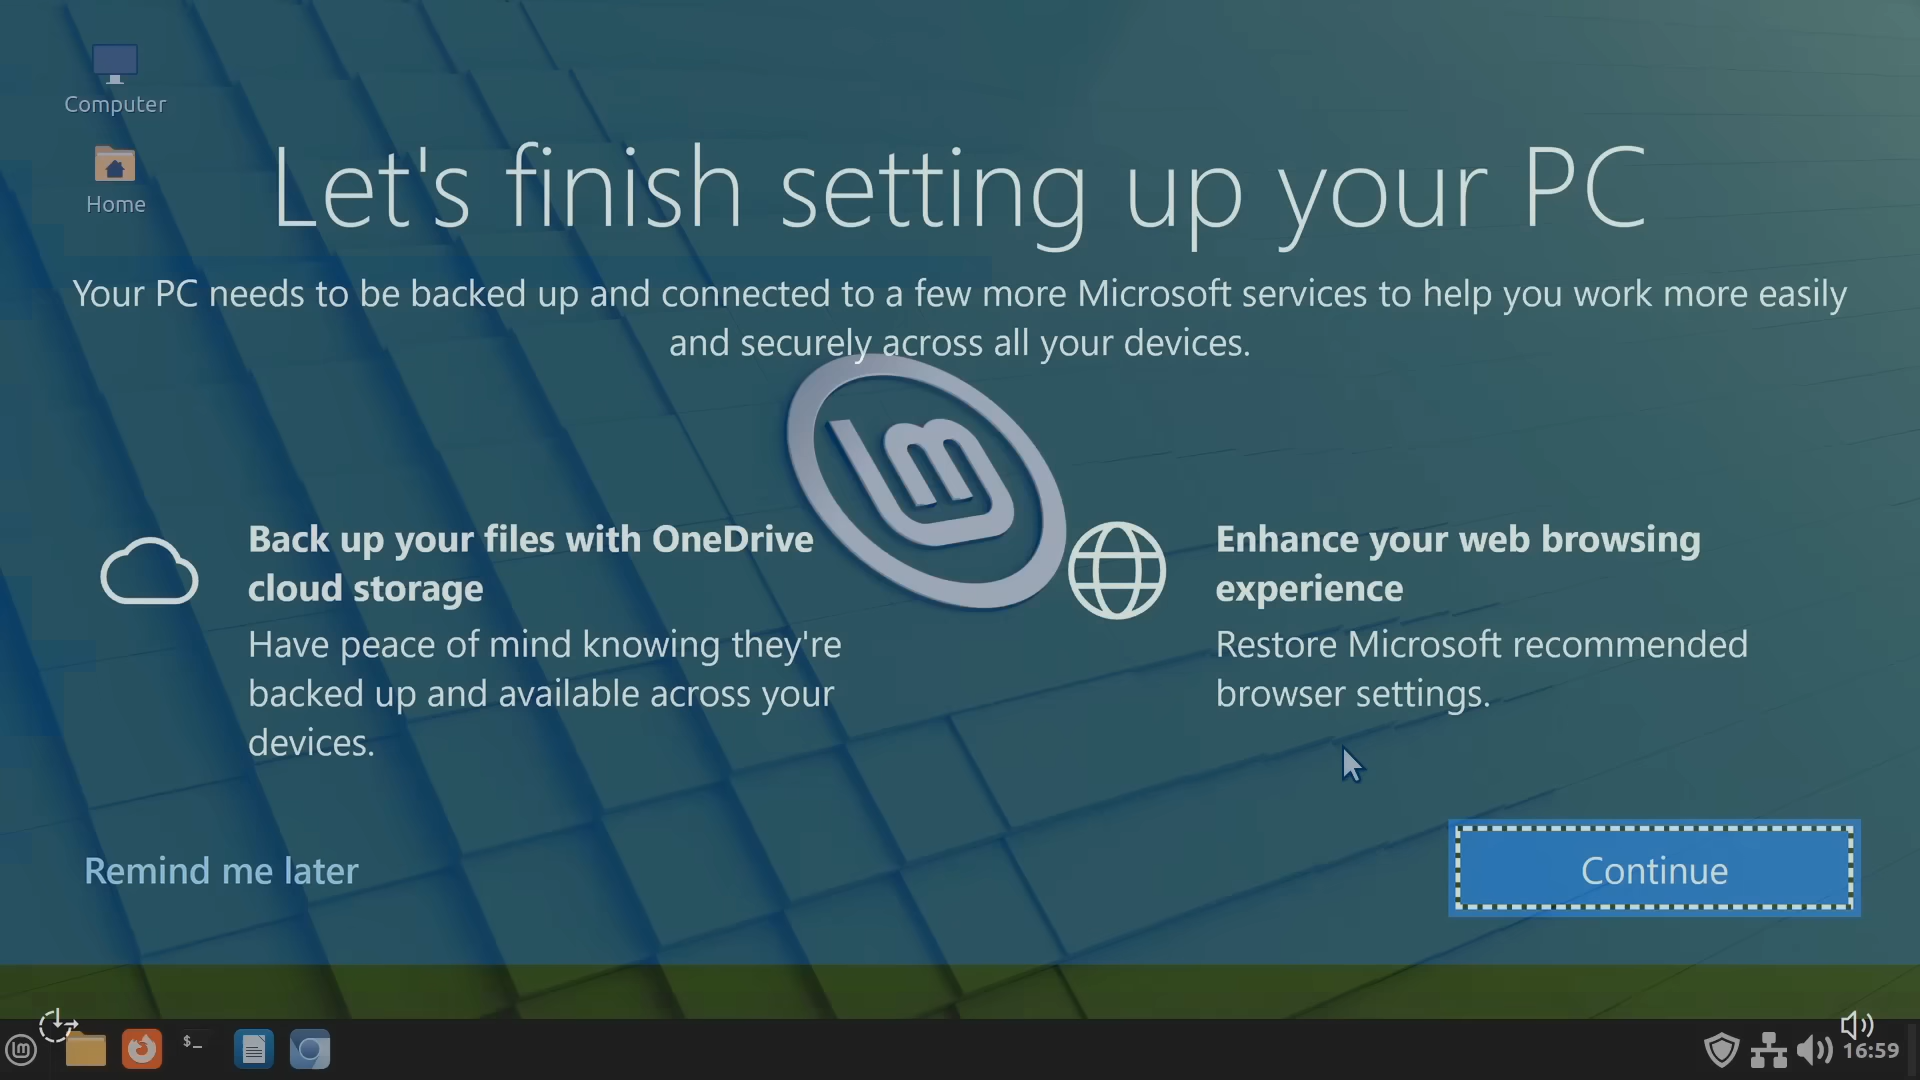 Computer
Home
Let's finish setting up your PC
Your PC needs to be backed up and connected to a few more Microsoft services to help you work more easily
and securely across all your devices.
Back up your files with OneDrive
cloud storage
Have peace of mind knowing they're
backed up and available across your
devices.
Enhance your web browsing
experience
Restore Microsoft recommended
browser settings.
Remind me later
Continue
$_
16:59